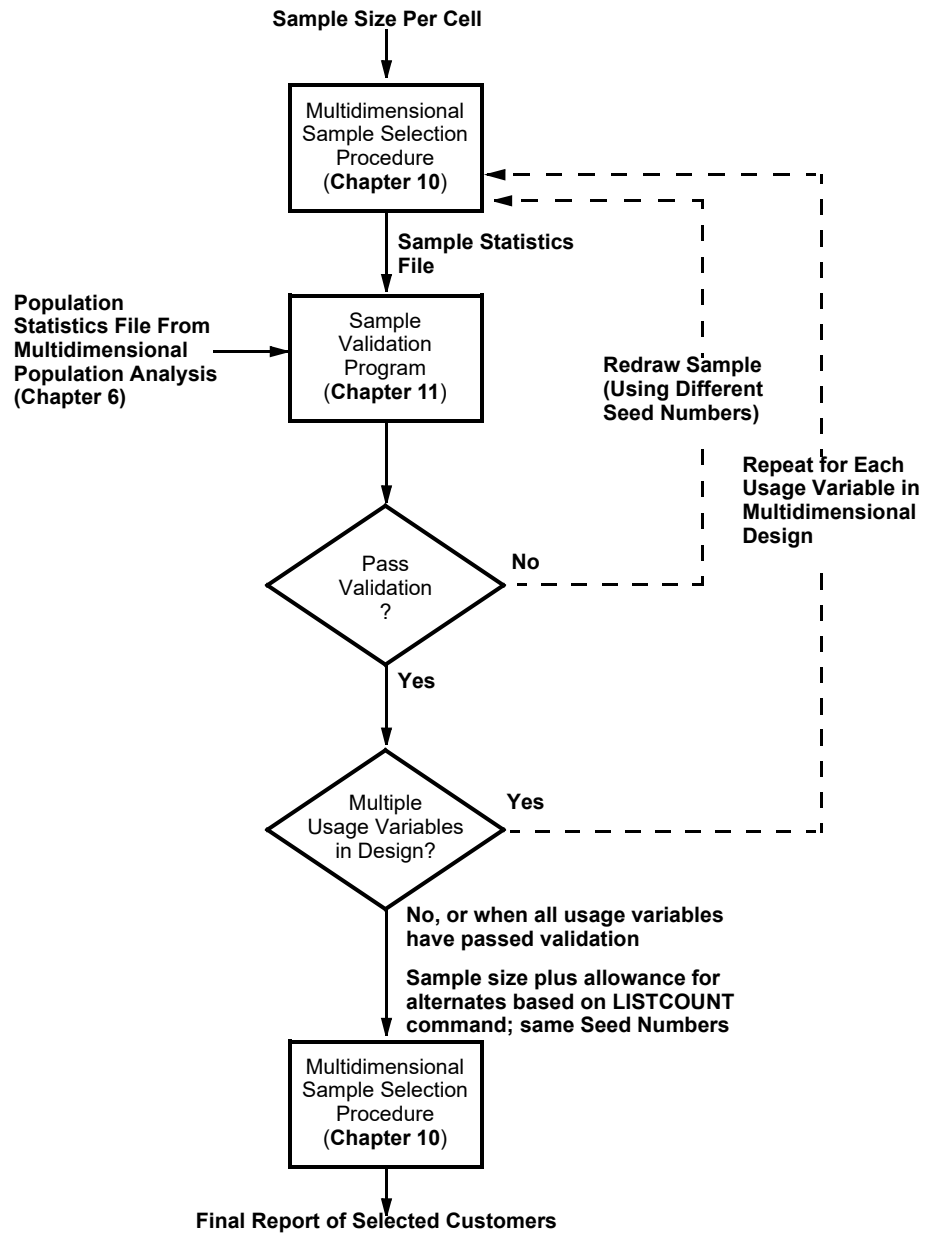 Sample Size Per Cell
Multidimensional
Sample Selection
Procedure
(Chapter 10)
Sample Statistics
File
Population
Statistics File From
Multidimensional
Population Analysis
(Chapter 6)
Sample
Validation
Program
(Chapter 11)
Redraw Sample
(Using Different
Seed Numbers)
Repeat for Each
Usage Variable in
Multidimensional
Design
Pass
Validation
?
No
Yes
Multiple
Usage Variables
in Design?
Yes
No, or when all usage variables
have passed validation
Sample size plus allowance for
alternates based on LISTCOUNT
command; same Seed Numbers
Multidimensional
Sample Selection
Procedure
(Chapter 10)
Final Report of Selected Customers